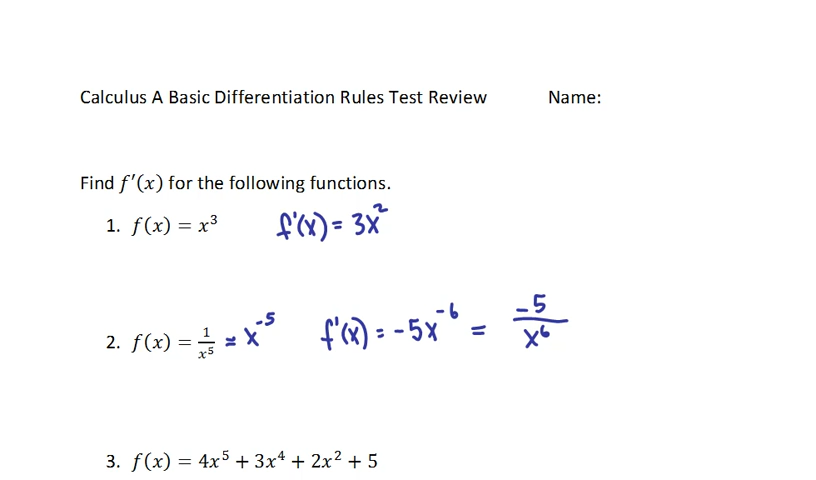 Calculus A Basic Differentiation Rules Test Review Name:
Find f′(x) for the following functions.
1. f(x) = x³ f'(x) = 3x²
2. f(x) = 1/x⁵ = x⁻⁵ f'(x) = -5x⁻⁶ = -5/x⁶
3. f(x) = 4x⁵ + 3x⁴ + 2x² + 5